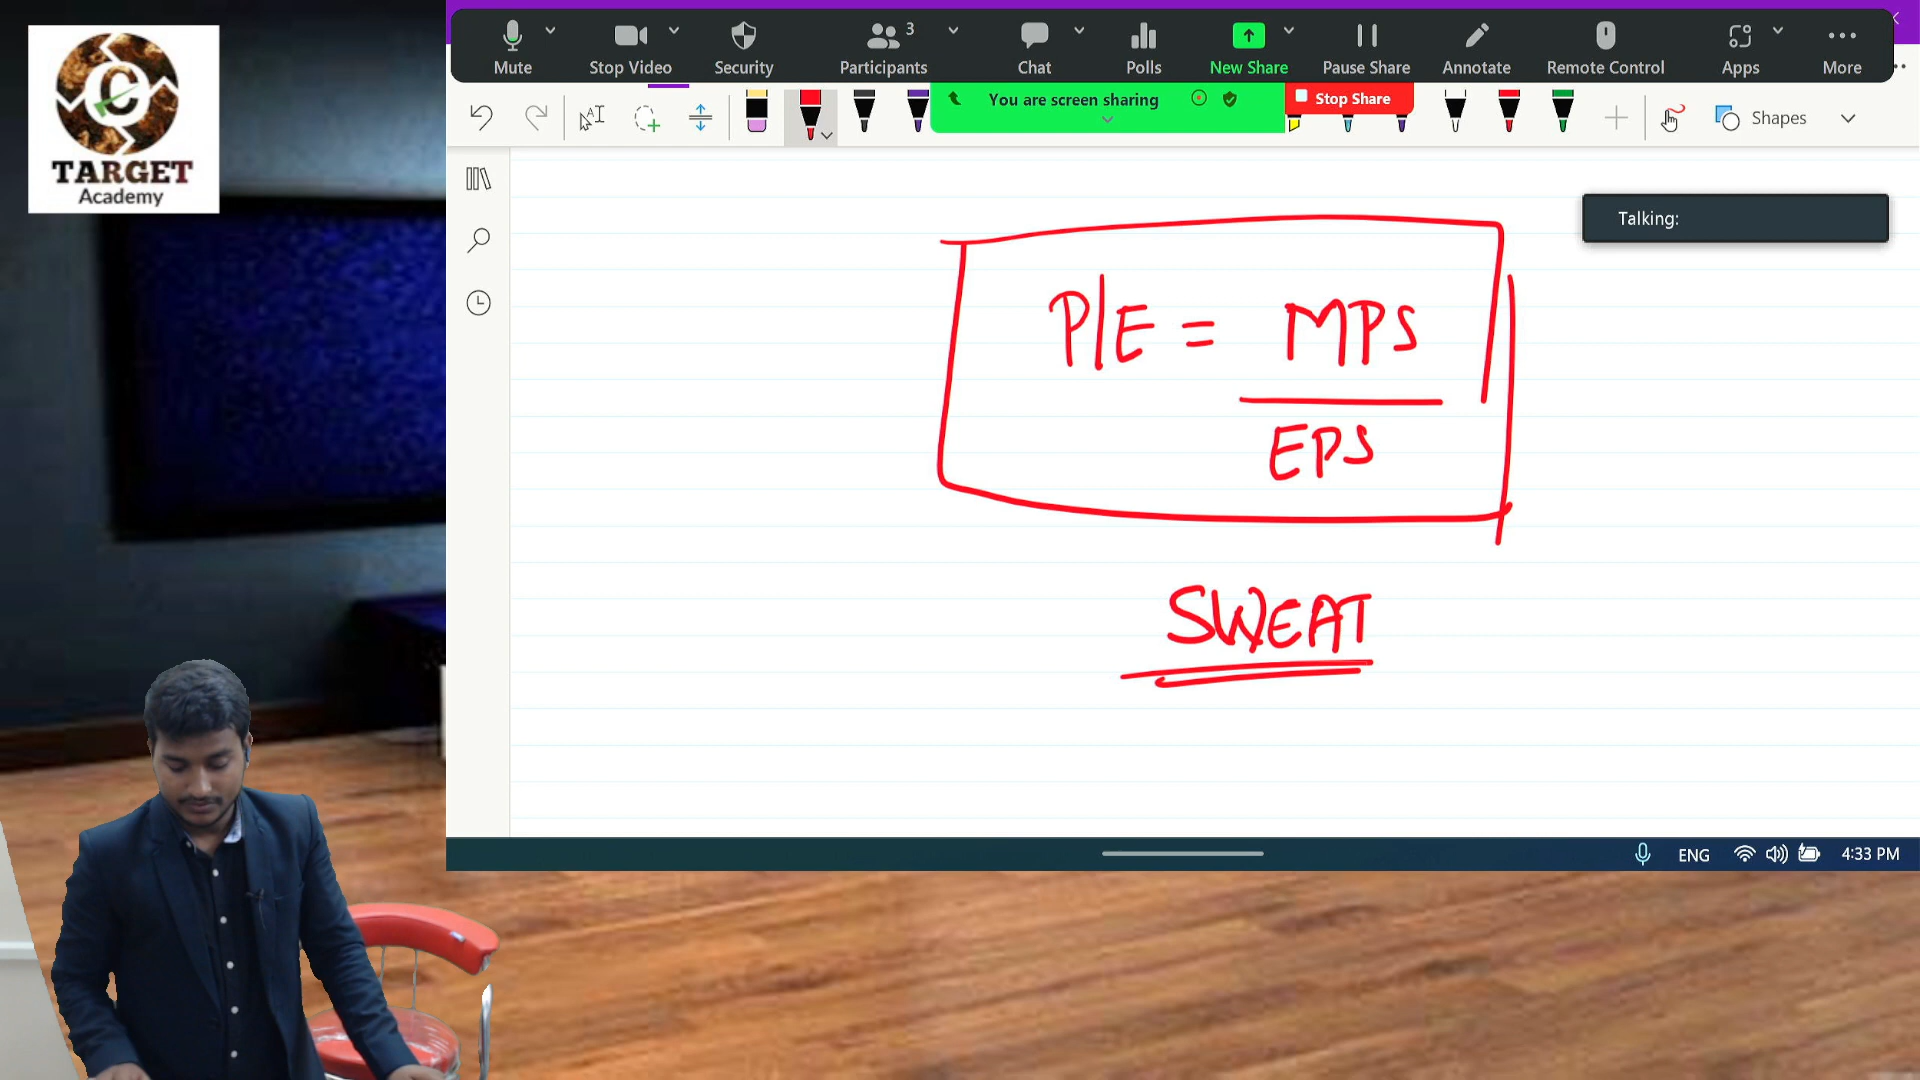 TARGET
Academy
Mute
Stop Video
Security
3
Participants
Chat
Polls
New Share
Pause Share
Annotate
Remote Control
Apps
More
You are screen sharing
Stop Share
Shapes
Talking:
P/E = MPS
EPS
SWEAT
ENG
4:33 PM